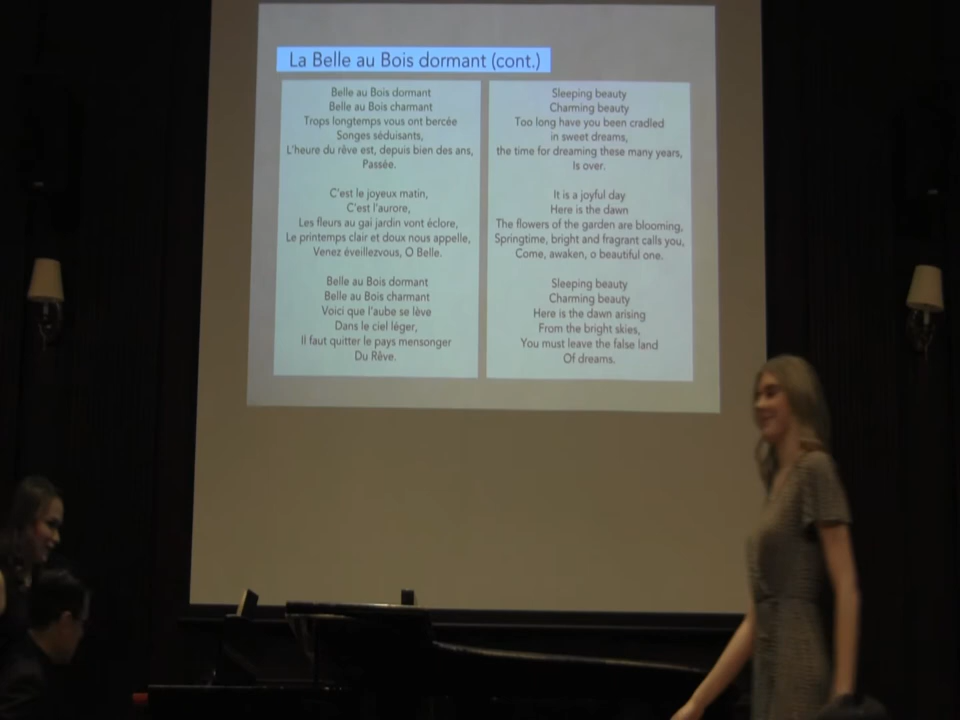 La Belle au Bois dormant (cont.)
Belle au Bois dormant
Belle au Bois charmant
Trops longtemps vous ont bercée
Songes séduisants,
L'heure du rêve est, depuis bien des ans,
Passée.
C'est le joyeux matin,
C'est l'aurore,
Les fleurs au gai jardin vont éclore,
Le printemps clair et doux nous appelle,
Venez éveillezvous, O Belle.
Belle au Bois dormant
Belle au Bois charmant
Voici que l'aube se lève
Dans le ciel léger,
Il faut quitter le pays mensonger
Du Rêve.
Sleeping beauty
Charming beauty
Too long have you been cradled
in sweet dreams,
the time for dreaming these many years,
Is over.
It is a joyful day
Here is the dawn
The flowers of the garden are blooming,
Springtime, bright and fragrant calls you,
Come, awaken, o beautiful one.
Sleeping beauty
Charming beauty
Here is the dawn arising
From the bright skies,
You must leave the false land
Of dreams.